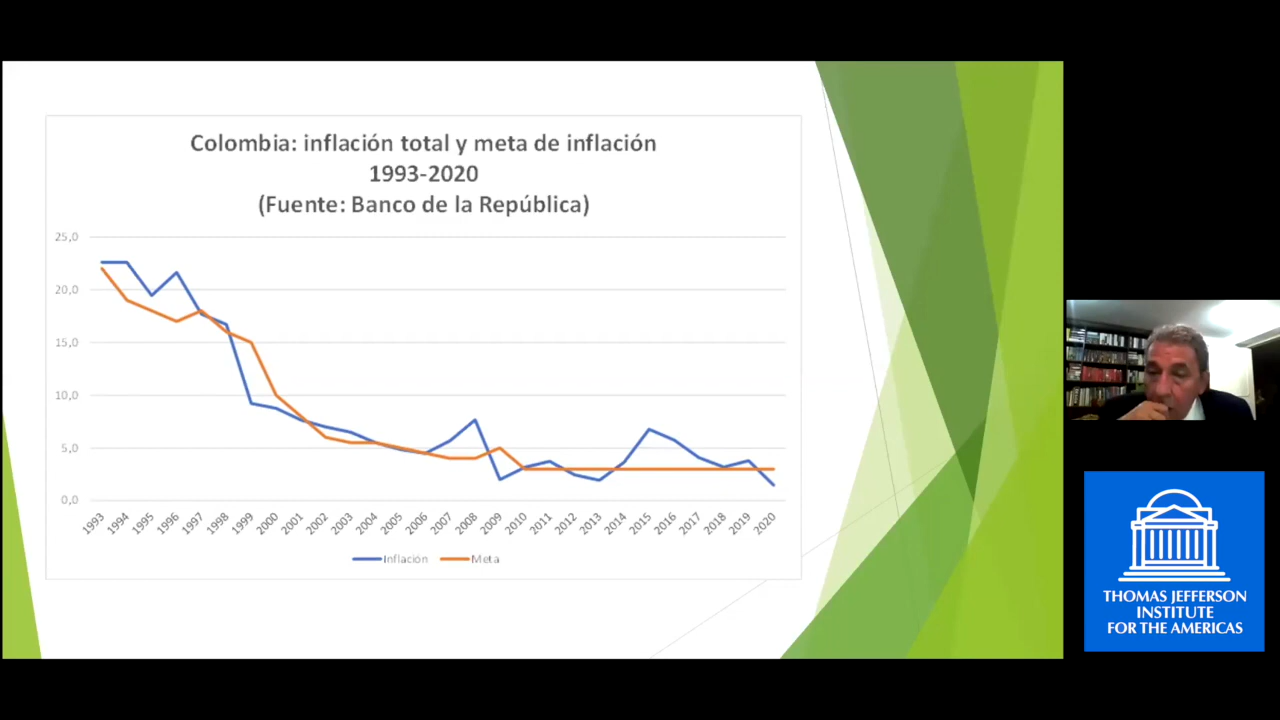 Colombia: inflación total y meta de inflación
1993-2020
(Fuente: Banco de la República)
25,0
20,0
15,0
10,0
5,0
0,0
1993 1994 1995 1996 1997 1998 1999 2000 2001 2002 2003 2004 2005 2006 2007 2008 2009 2010 2011 2012 2013 2014 2015 2016 2017 2018 2019 2020
Inflación Meta
THOMAS JEFFERSON
INSTITUTE
FOR THE AMERICAS